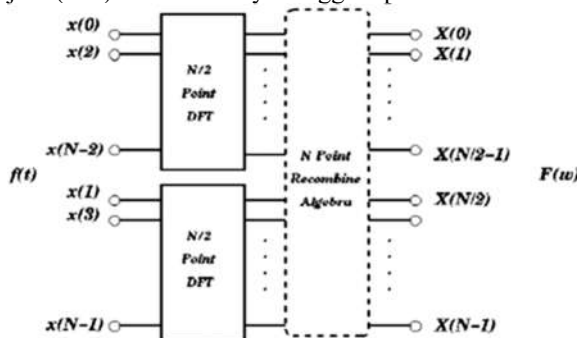 x(0) X(0)
x(2) X(1)
N/2
Point
DFT
x(N-2) N Point X(N/2-1)
f(t) Recombine F(w)
x(1) Algebra X(N/2)
x(3)
N/2
Point
DFT
x(N-1) X(N-1)